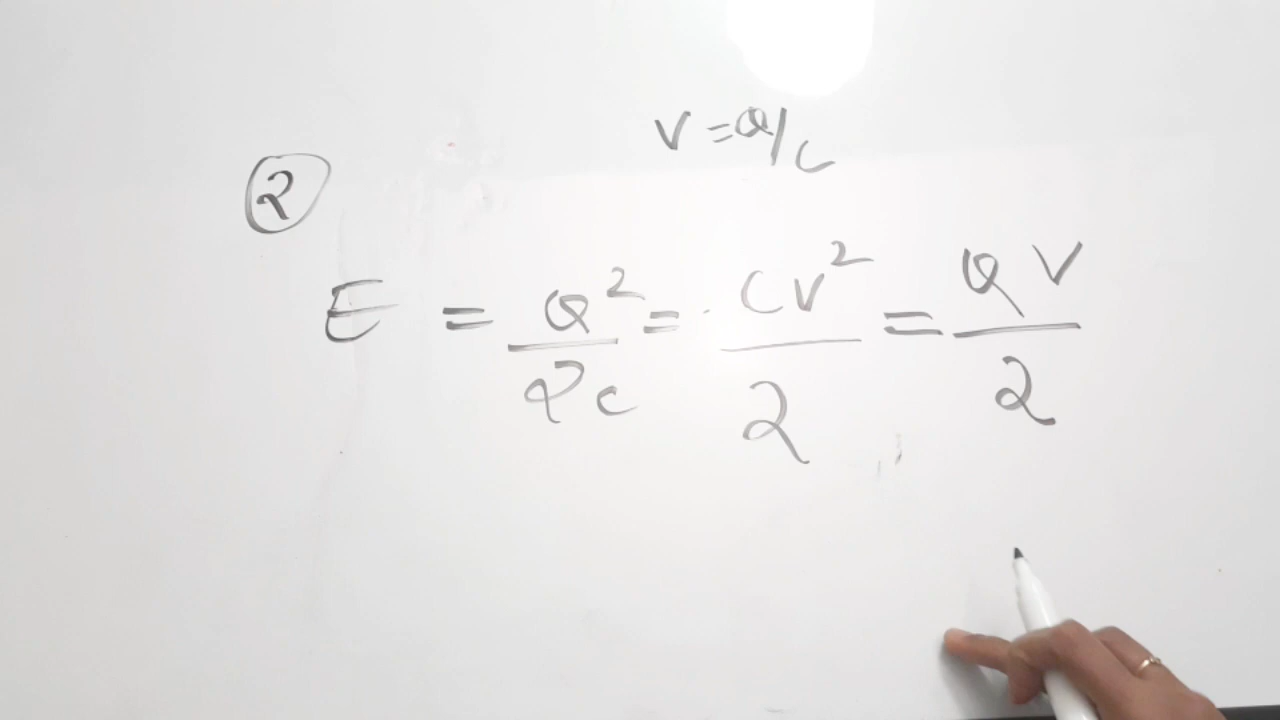 V = Q/C
②
E = Q²/2C = CV²/2 = QV/2